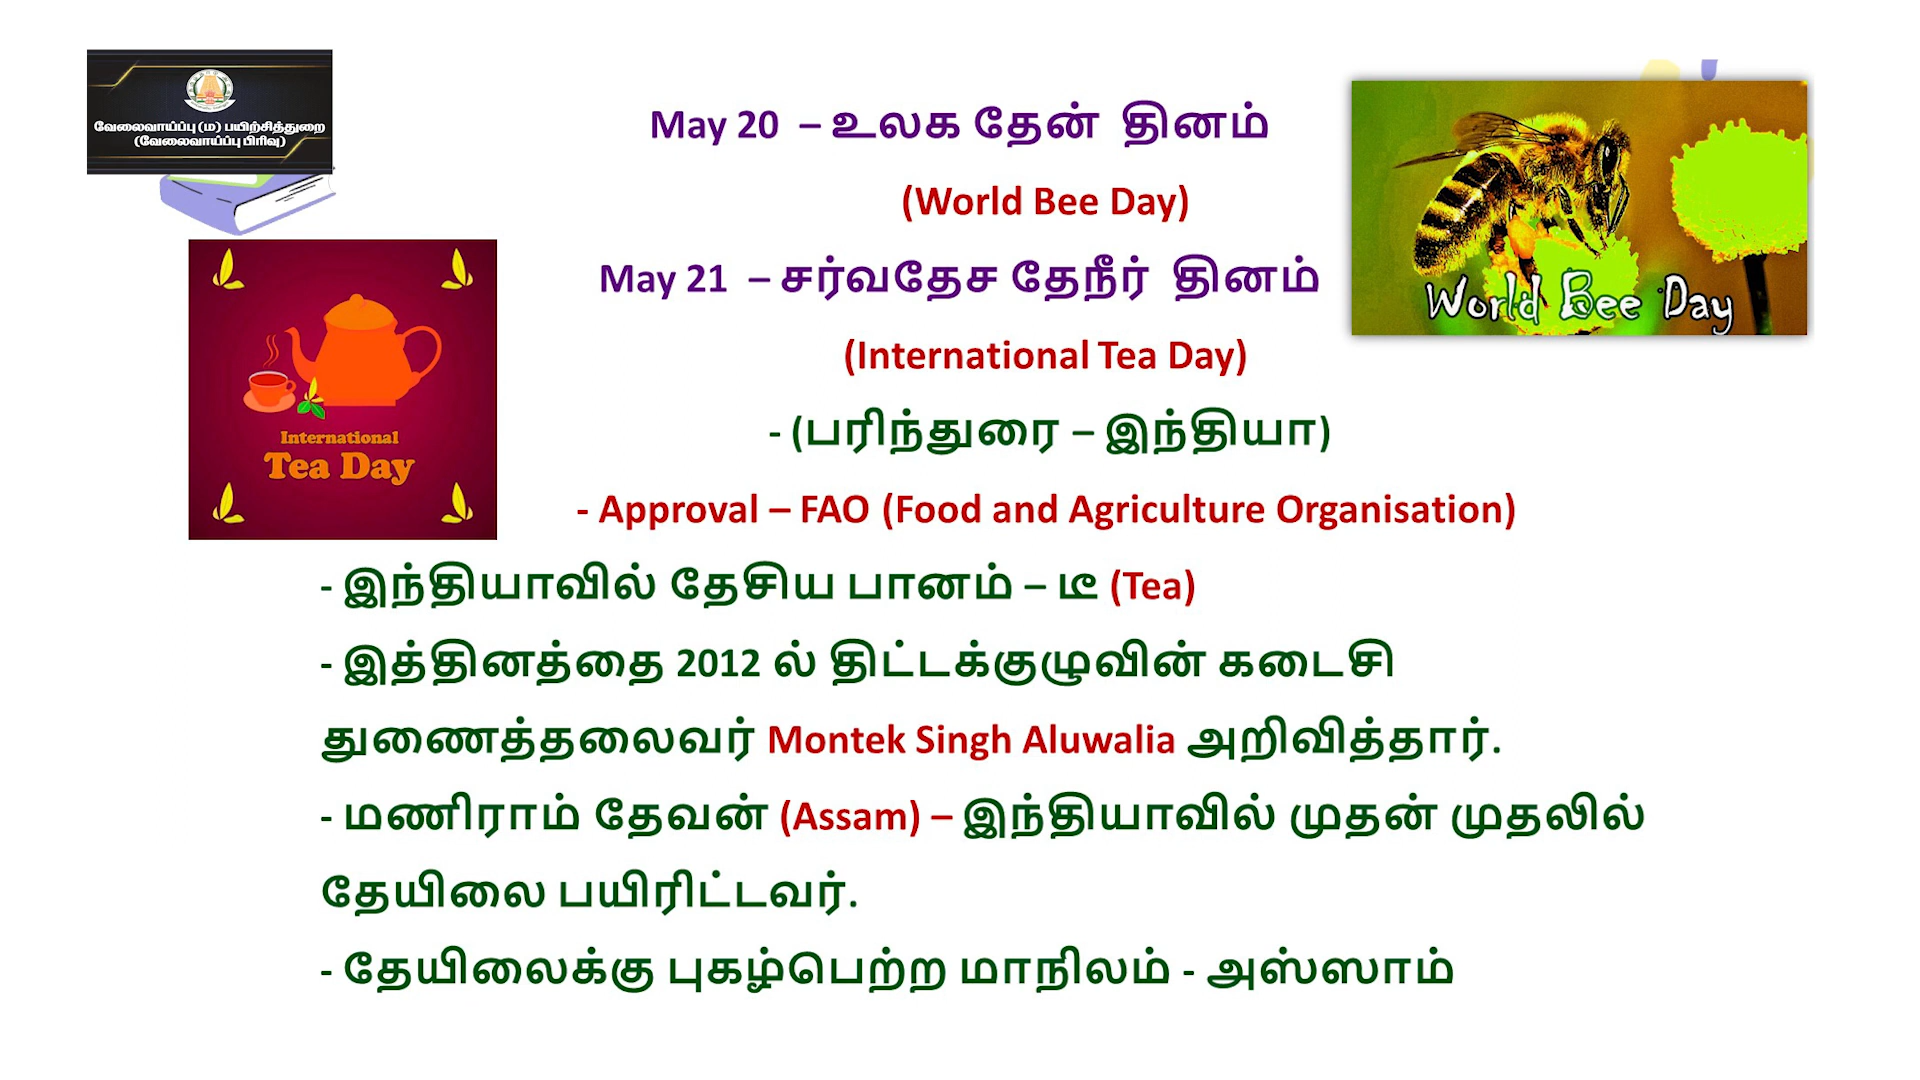 வேலைவாய்ப்பு (ம) பயிற்சித்துறை
(வேலைவாய்ப்பு பிரிவு)
May 20 – உலக தேன் தினம்
(World Bee Day)
World Bee Day
May 21 – சர்வதேச தேநீர் தினம்
(International Tea Day)
International
Tea Day
- (பரிந்துரை – இந்தியா)
- Approval – FAO (Food and Agriculture Organisation)
- இந்தியாவில் தேசிய பானம் – டீ (Tea)
- இத்தினத்தை 2012 ல் திட்டக்குழுவின் கடைசி
துணைத்தலைவர் Montek Singh Aluwalia அறிவித்தார்.
- மணிராம் தேவன் (Assam) – இந்தியாவில் முதன் முதலில்
தேயிலை பயிரிட்டவர்.
- தேயிலைக்கு புகழ்பெற்ற மாநிலம் - அஸ்ஸாம்